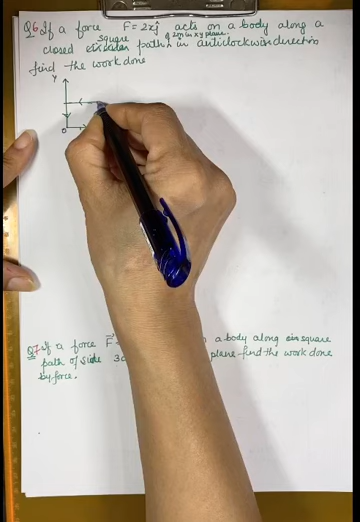 Q6. If a force F = 2xĵ acts on a body along a
closed square path of 2m in xy plane in anticlockwise direction
find the work done
Y
O
Q7 If a force F⃗ a body along square
path of side 3 plane find the work done
by force.